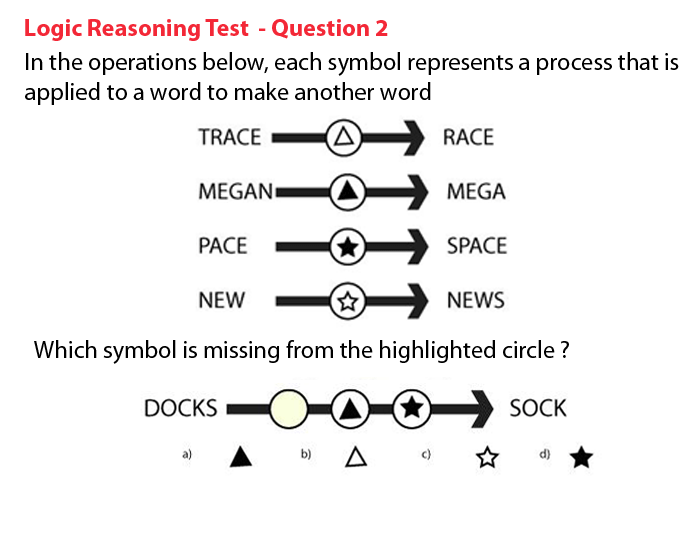 Logic Reasoning Test - Question 2
In the operations below, each symbol represents a process that is
applied to a word to make another word
TRACE RACE
MEGAN MEGA
PACE SPACE
NEW NEWS
Which symbol is missing from the highlighted circle ?
DOCKS SOCK
a) b) c) d)